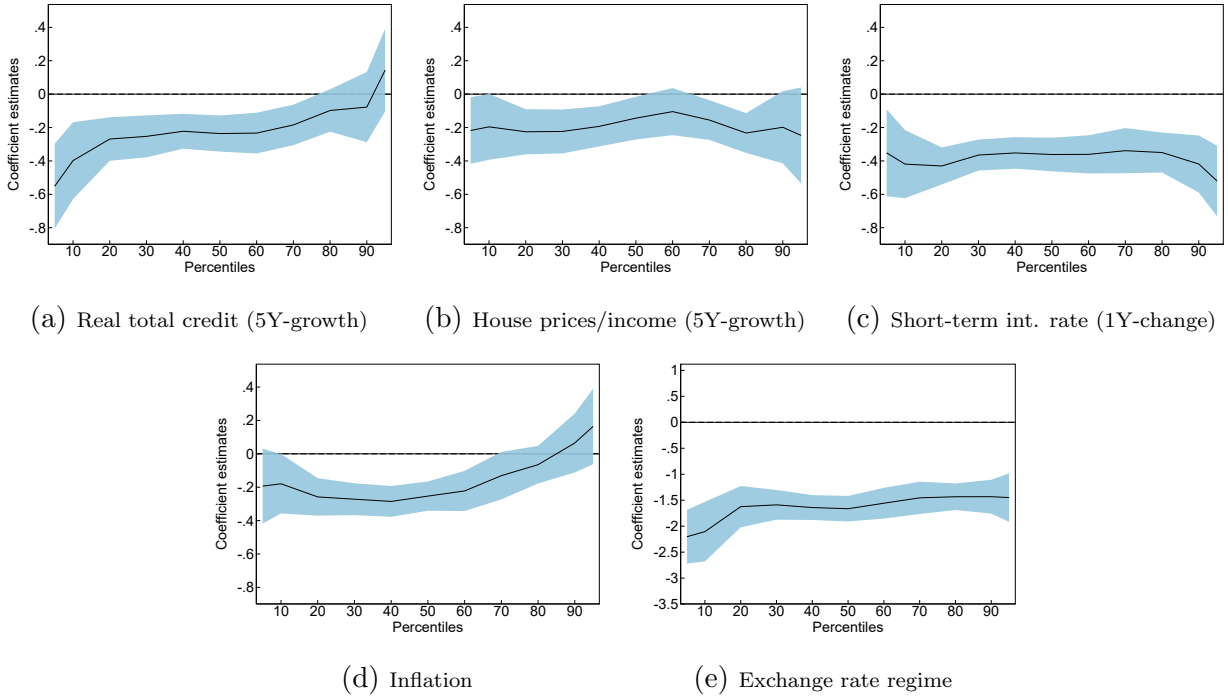 .4
.2
0
-.2
-.4
-.6
-.8
Coefficient estimates
10 20 30 40 50 60 70 80 90
Percentiles
(a) Real total credit (5Y-growth)
.4
.2
0
-.2
-.4
-.6
-.8
Coefficient estimates
10 20 30 40 50 60 70 80 90
Percentiles
(b) House prices/income (5Y-growth)
.4
.2
0
-.2
-.4
-.6
-.8
Coefficient estimates
10 20 30 40 50 60 70 80 90
Percentiles
(c) Short-term int. rate (1Y-change)
.4
.2
0
-.2
-.4
-.6
-.8
Coefficient estimates
10 20 30 40 50 60 70 80 90
Percentiles
(d) Inflation
1
.5
0
-.5
-1
-1.5
-2
-2.5
-3
-3.5
Coefficient estimates
10 20 30 40 50 60 70 80 90
Percentiles
(e) Exchange rate regime